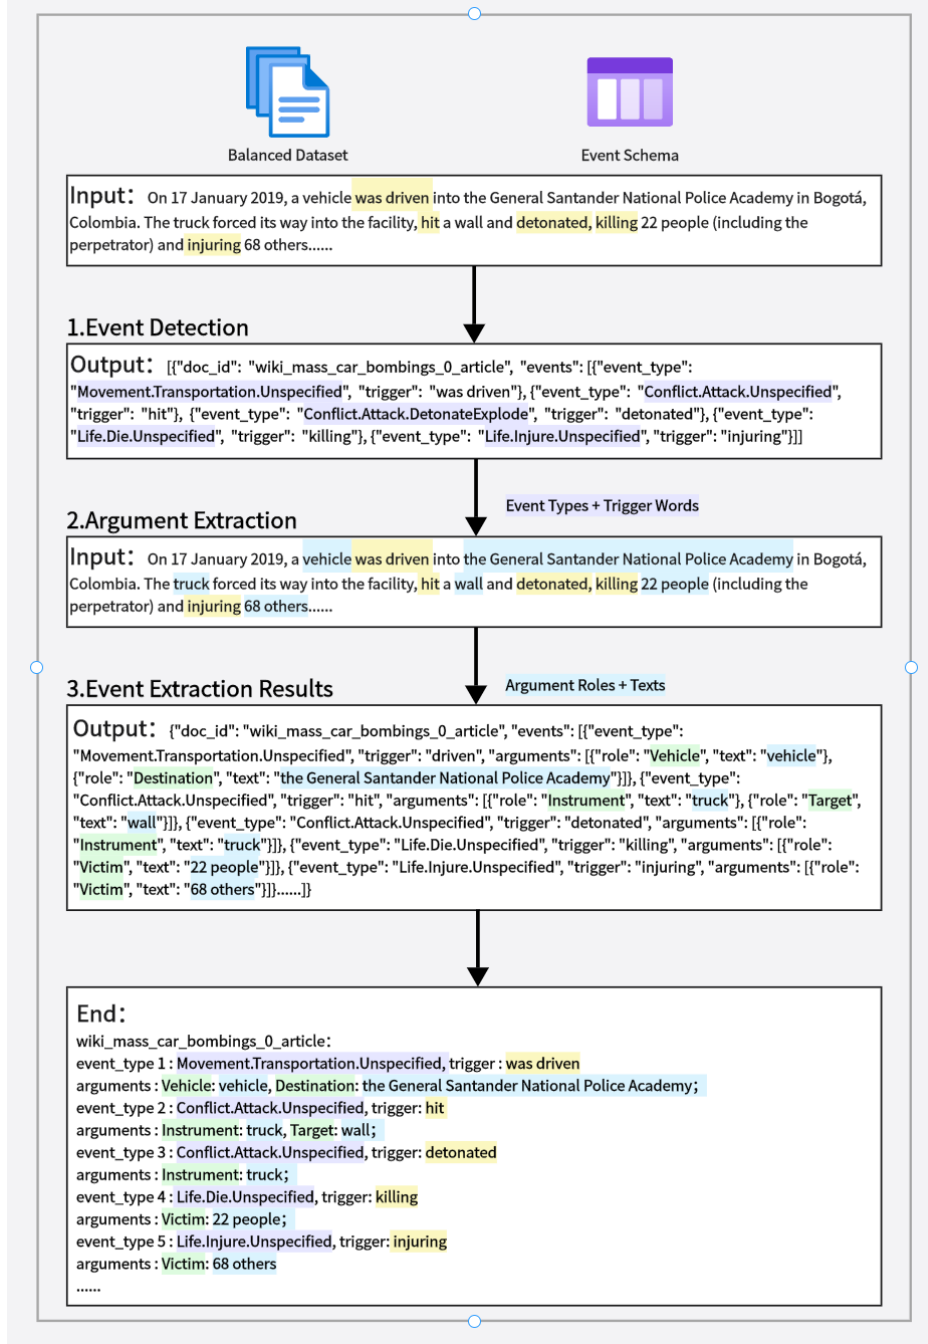 Balanced Dataset
Event Schema
Input： On 17 January 2019, a vehicle was driven into the General Santander National Police Academy in Bogotá,
Colombia. The truck forced its way into the facility, hit a wall and detonated, killing 22 people (including the
perpetrator) and injuring 68 others......
1.Event Detection
Output： [{"doc_id": "wiki_mass_car_bombings_0_article", "events": [{"event_type":
"Movement.Transportation.Unspecified", "trigger": "was driven"}, {"event_type": "Conflict.Attack.Unspecified",
"trigger": "hit"}, {"event_type": "Conflict.Attack.DetonateExplode", "trigger": "detonated"}, {"event_type":
"Life.Die.Unspecified", "trigger": "killing"}, {"event_type": "Life.Injure.Unspecified", "trigger": "injuring"}]]
Event Types + Trigger Words
2.Argument Extraction
Input： On 17 January 2019, a vehicle was driven into the General Santander National Police Academy in Bogotá,
Colombia. The truck forced its way into the facility, hit a wall and detonated, killing 22 people (including the
perpetrator) and injuring 68 others......
3.Event Extraction Results
Argument Roles + Texts
Output： {"doc_id": "wiki_mass_car_bombings_0_article", "events": [{"event_type":
"Movement.Transportation.Unspecified", "trigger": "driven", "arguments": [{"role": "Vehicle", "text": "vehicle"},
{"role": "Destination", "text": "the General Santander National Police Academy"}]}, {"event_type":
"Conflict.Attack.Unspecified", "trigger": "hit", "arguments": [{"role": "Instrument", "text": "truck"}, {"role": "Target",
"text": "wall"}]}, {"event_type": "Conflict.Attack.Unspecified", "trigger": "detonated", "arguments": [{"role":
"Instrument", "text": "truck"}]}, {"event_type": "Life.Die.Unspecified", "trigger": "killing", "arguments": [{"role":
"Victim", "text": "22 people"}]}, {"event_type": "Life.Injure.Unspecified", "trigger": "injuring", "arguments": [{"role":
"Victim", "text": "68 others"}]}......]}
End：
wiki_mass_car_bombings_0_article：
event_type 1 : Movement.Transportation.Unspecified, trigger : was driven
arguments : Vehicle: vehicle, Destination: the General Santander National Police Academy；
event_type 2 : Conflict.Attack.Unspecified, trigger: hit
arguments : Instrument: truck, Target: wall；
event_type 3 : Conflict.Attack.Unspecified, trigger: detonated
arguments : Instrument: truck；
event_type 4 : Life.Die.Unspecified, trigger: killing
arguments : Victim: 22 people；
event_type 5 : Life.Injure.Unspecified, trigger: injuring
arguments : Victim: 68 others
......